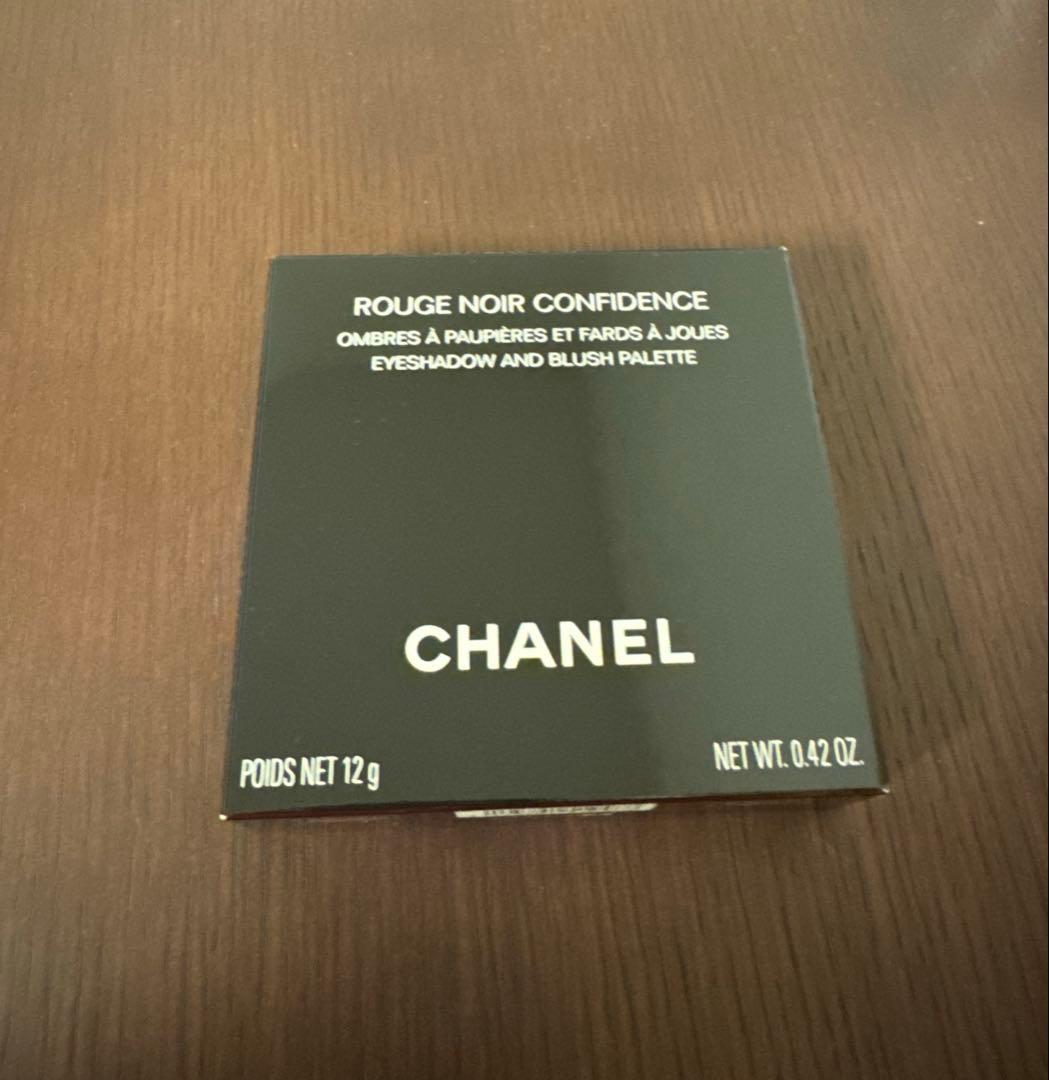 ROUGE NOIR CONFIDENCE
OMBRES À PAUPIÈRES ET FARDS À JOUES
EYESHADOW AND BLUSH PALETTE
CHANEL
POIDS NET 12 g
NET WT. 0.42 OZ.